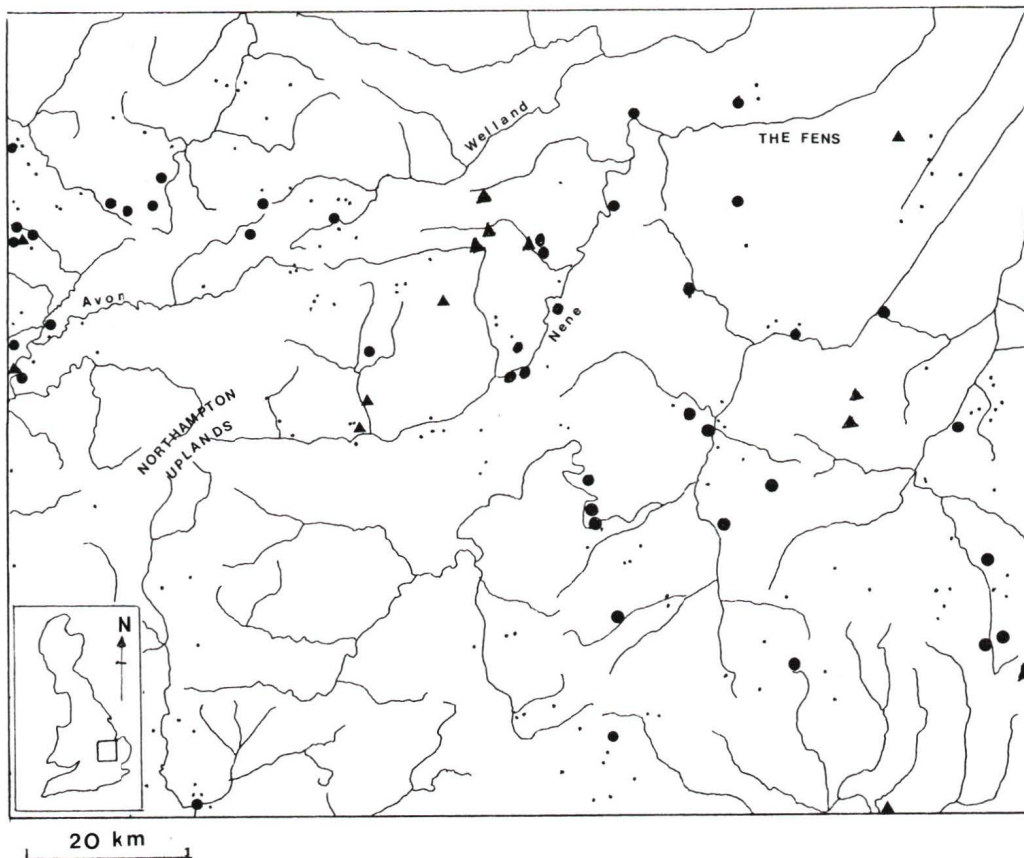 Welland
THE FENS
Avon
Nene
NORTHAMPTON
UPLANDS
N
20 km